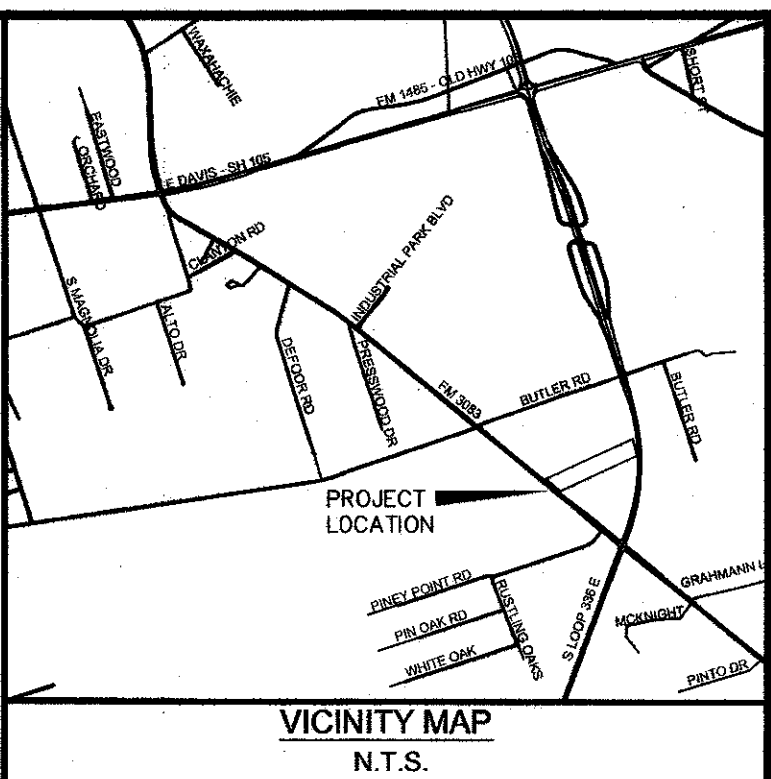 WAXAHACHIE
SHORT ST
FM 1485 - OLD HWY 105
EASTWOOD
ORCHARD
E DAVIS - SH 105
CLANTON RD
INDUSTRIAL PARK BLVD
S MAGNOLIA DR
ALTO DR
DEFOOR RD
PRESSWOOD DR
FM 3083
BUTLER RD
BUTLER RD
PROJECT
LOCATION
PINEY POINT RD
RUSTLING OAKS
PIN OAK RD
WHITE OAK
S LOOP 336 E
GRAHMANN L
MCKNIGHT
PINTO DR
VICINITY MAP
N.T.S.